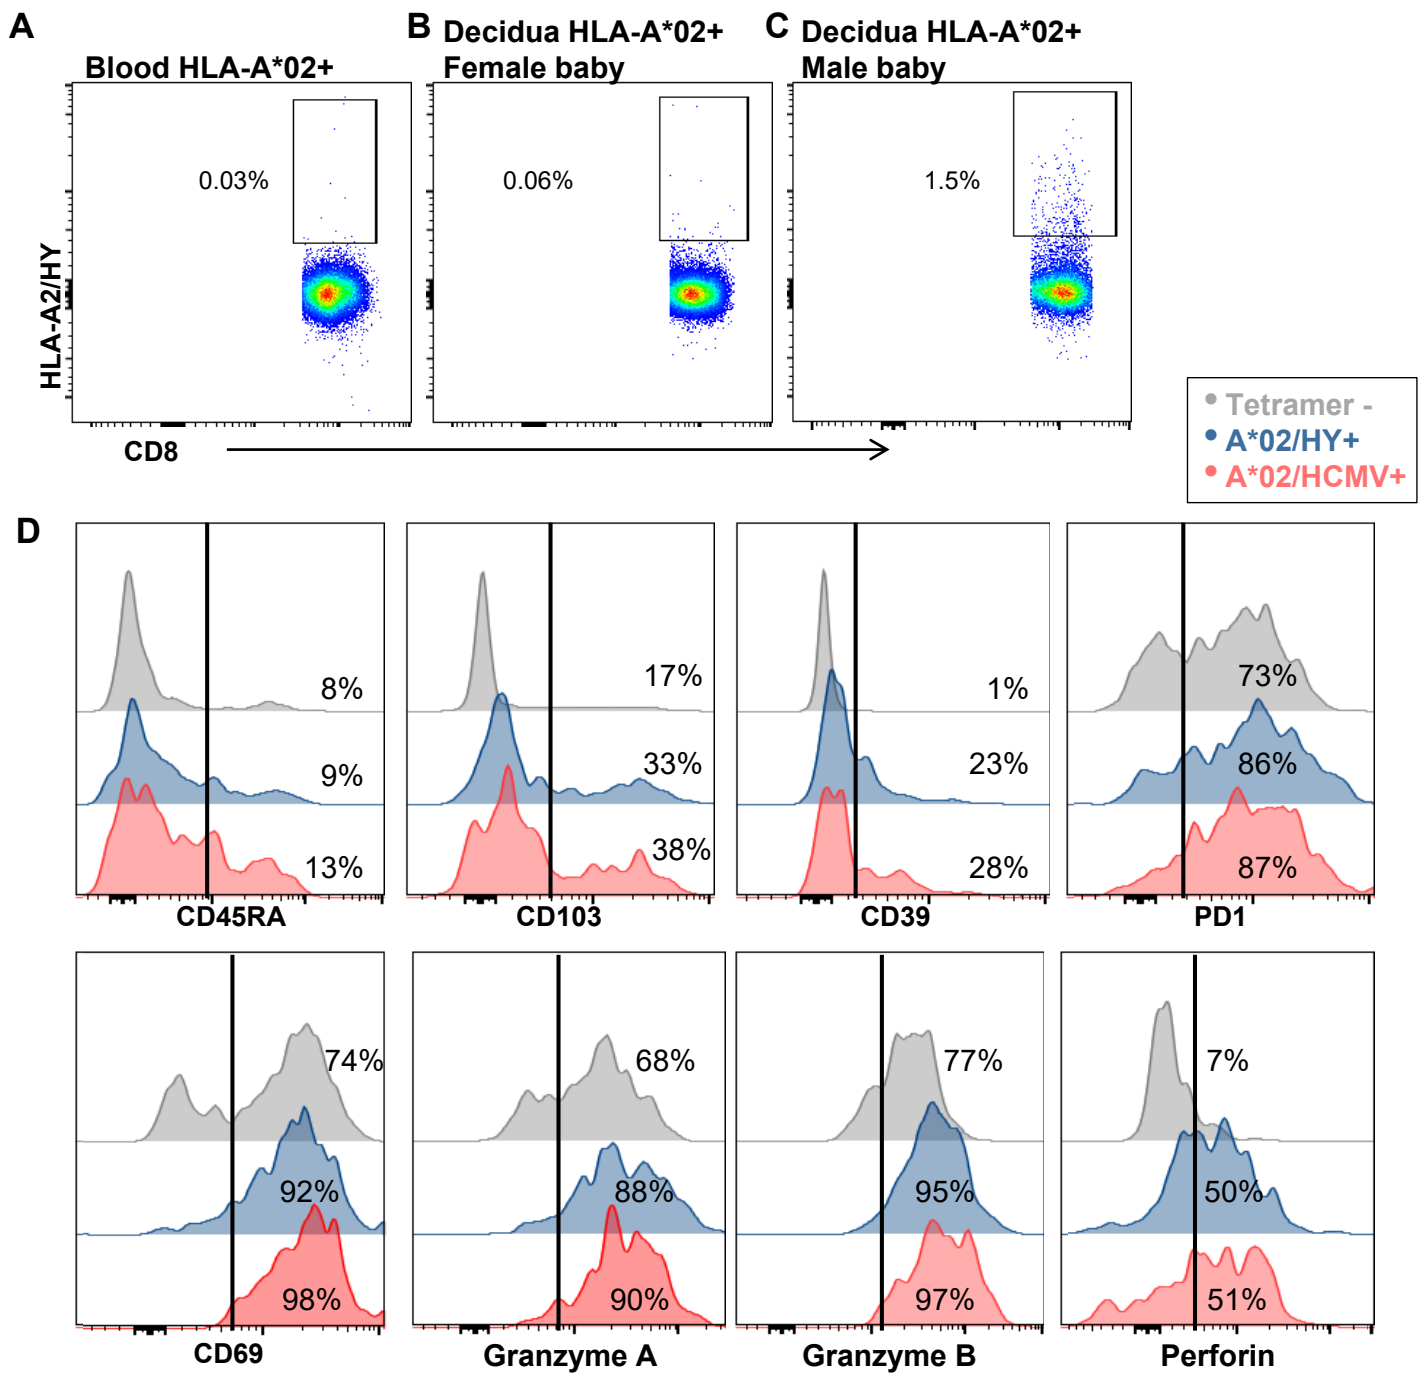 A
Blood HLA-A*02+
B
Decidua HLA-A*02+
Female baby
C
Decidua HLA-A*02+
Male baby
0.03%
0.06%
1.5%
HLA-A2/HY
CD8
Tetramer -
A*02/HY+
A*02/HCMV+
D
8%
9%
13%
CD45RA
17%
33%
38%
CD103
1%
23%
28%
CD39
73%
86%
87%
PD1
74%
92%
98%
CD69
68%
88%
90%
Granzyme A
77%
95%
97%
Granzyme B
7%
50%
51%
Perforin